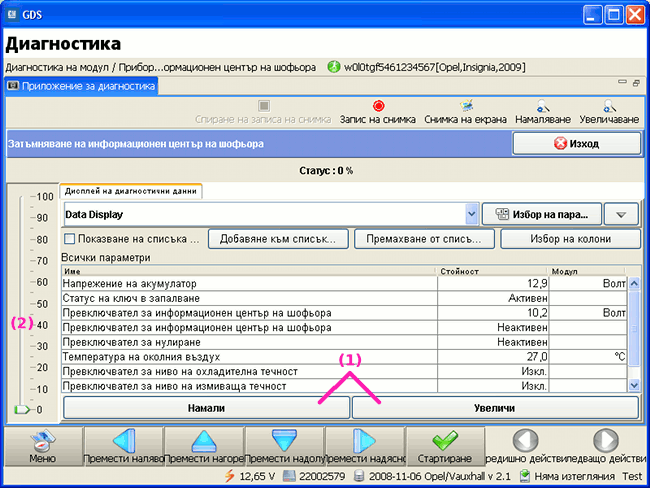 GDS
Диагностика
Диагностика на модул / Прибор...ормационен център на шофьора w0l0tgf5461234567[Opel,Insignia,2009]
Приложение за диагностика
Спиране на записа на снимка Запис на снимка Снимка на екрана Намаляване Увеличаване
Затъмняване на информационен център на шофьора Изход
Статус : 0 %
Дисплей на диагностични данни
Data Display Избор на пара...
Показване на списъка ... Добавяне към списък... Премахване от списъ... Избор на колони
Всички параметри
Име Стойност Модул
Напрежение на акумулатор 12,9 Волт
Статус на ключ в запалване Активен
Превключвател за информационен център на шофьора 10,2 Волт
Превключвател за информационен център на шофьора Неактивен
Превключвател за нулиране Неактивен
Температура на околния въздух 27,0 °C
Превключвател за ниво на охладителна течност Изкл.
Превключвател за ниво на измиваща течност Изкл.
100
90
80
70
60
50
40
30
20
10
0
(2)
(1)
Намали Увеличи
Меню Премести наляво Премести нагоре Премести надолу Премести надясно Стартиране редишно действи ледващо действи
12,65 V 22002579 2008-11-06 Opel/Vauxhall v 2.1 Няма изтегляния Test